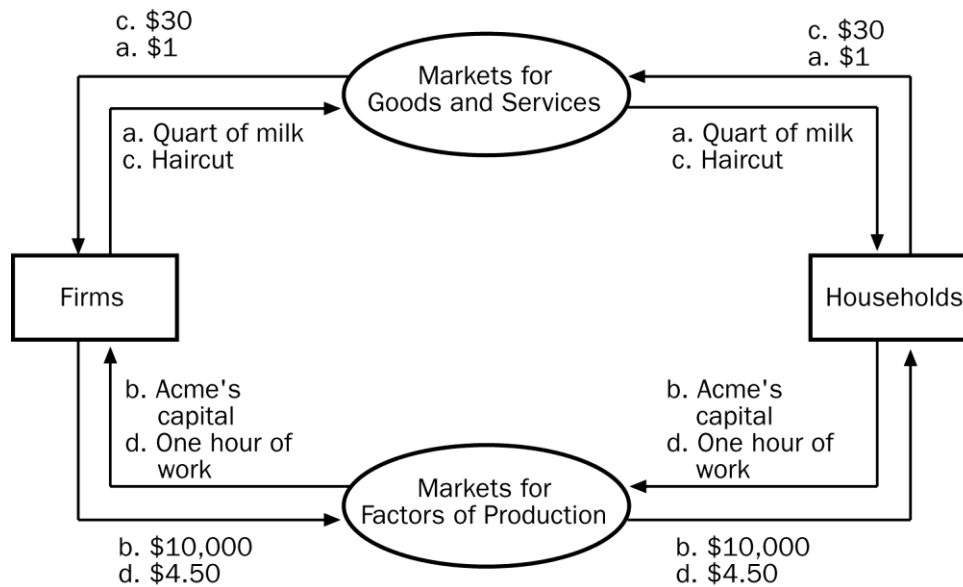 c. $30
a. $1
c. $30
a. $1
Markets for
Goods and Services
a. Quart of milk
c. Haircut
a. Quart of milk
c. Haircut
Firms
Households
b. Acme's
capital
d. One hour of
work
b. Acme's
capital
d. One hour of
work
Markets for
Factors of Production
b. $10,000
d. $4.50
b. $10,000
d. $4.50